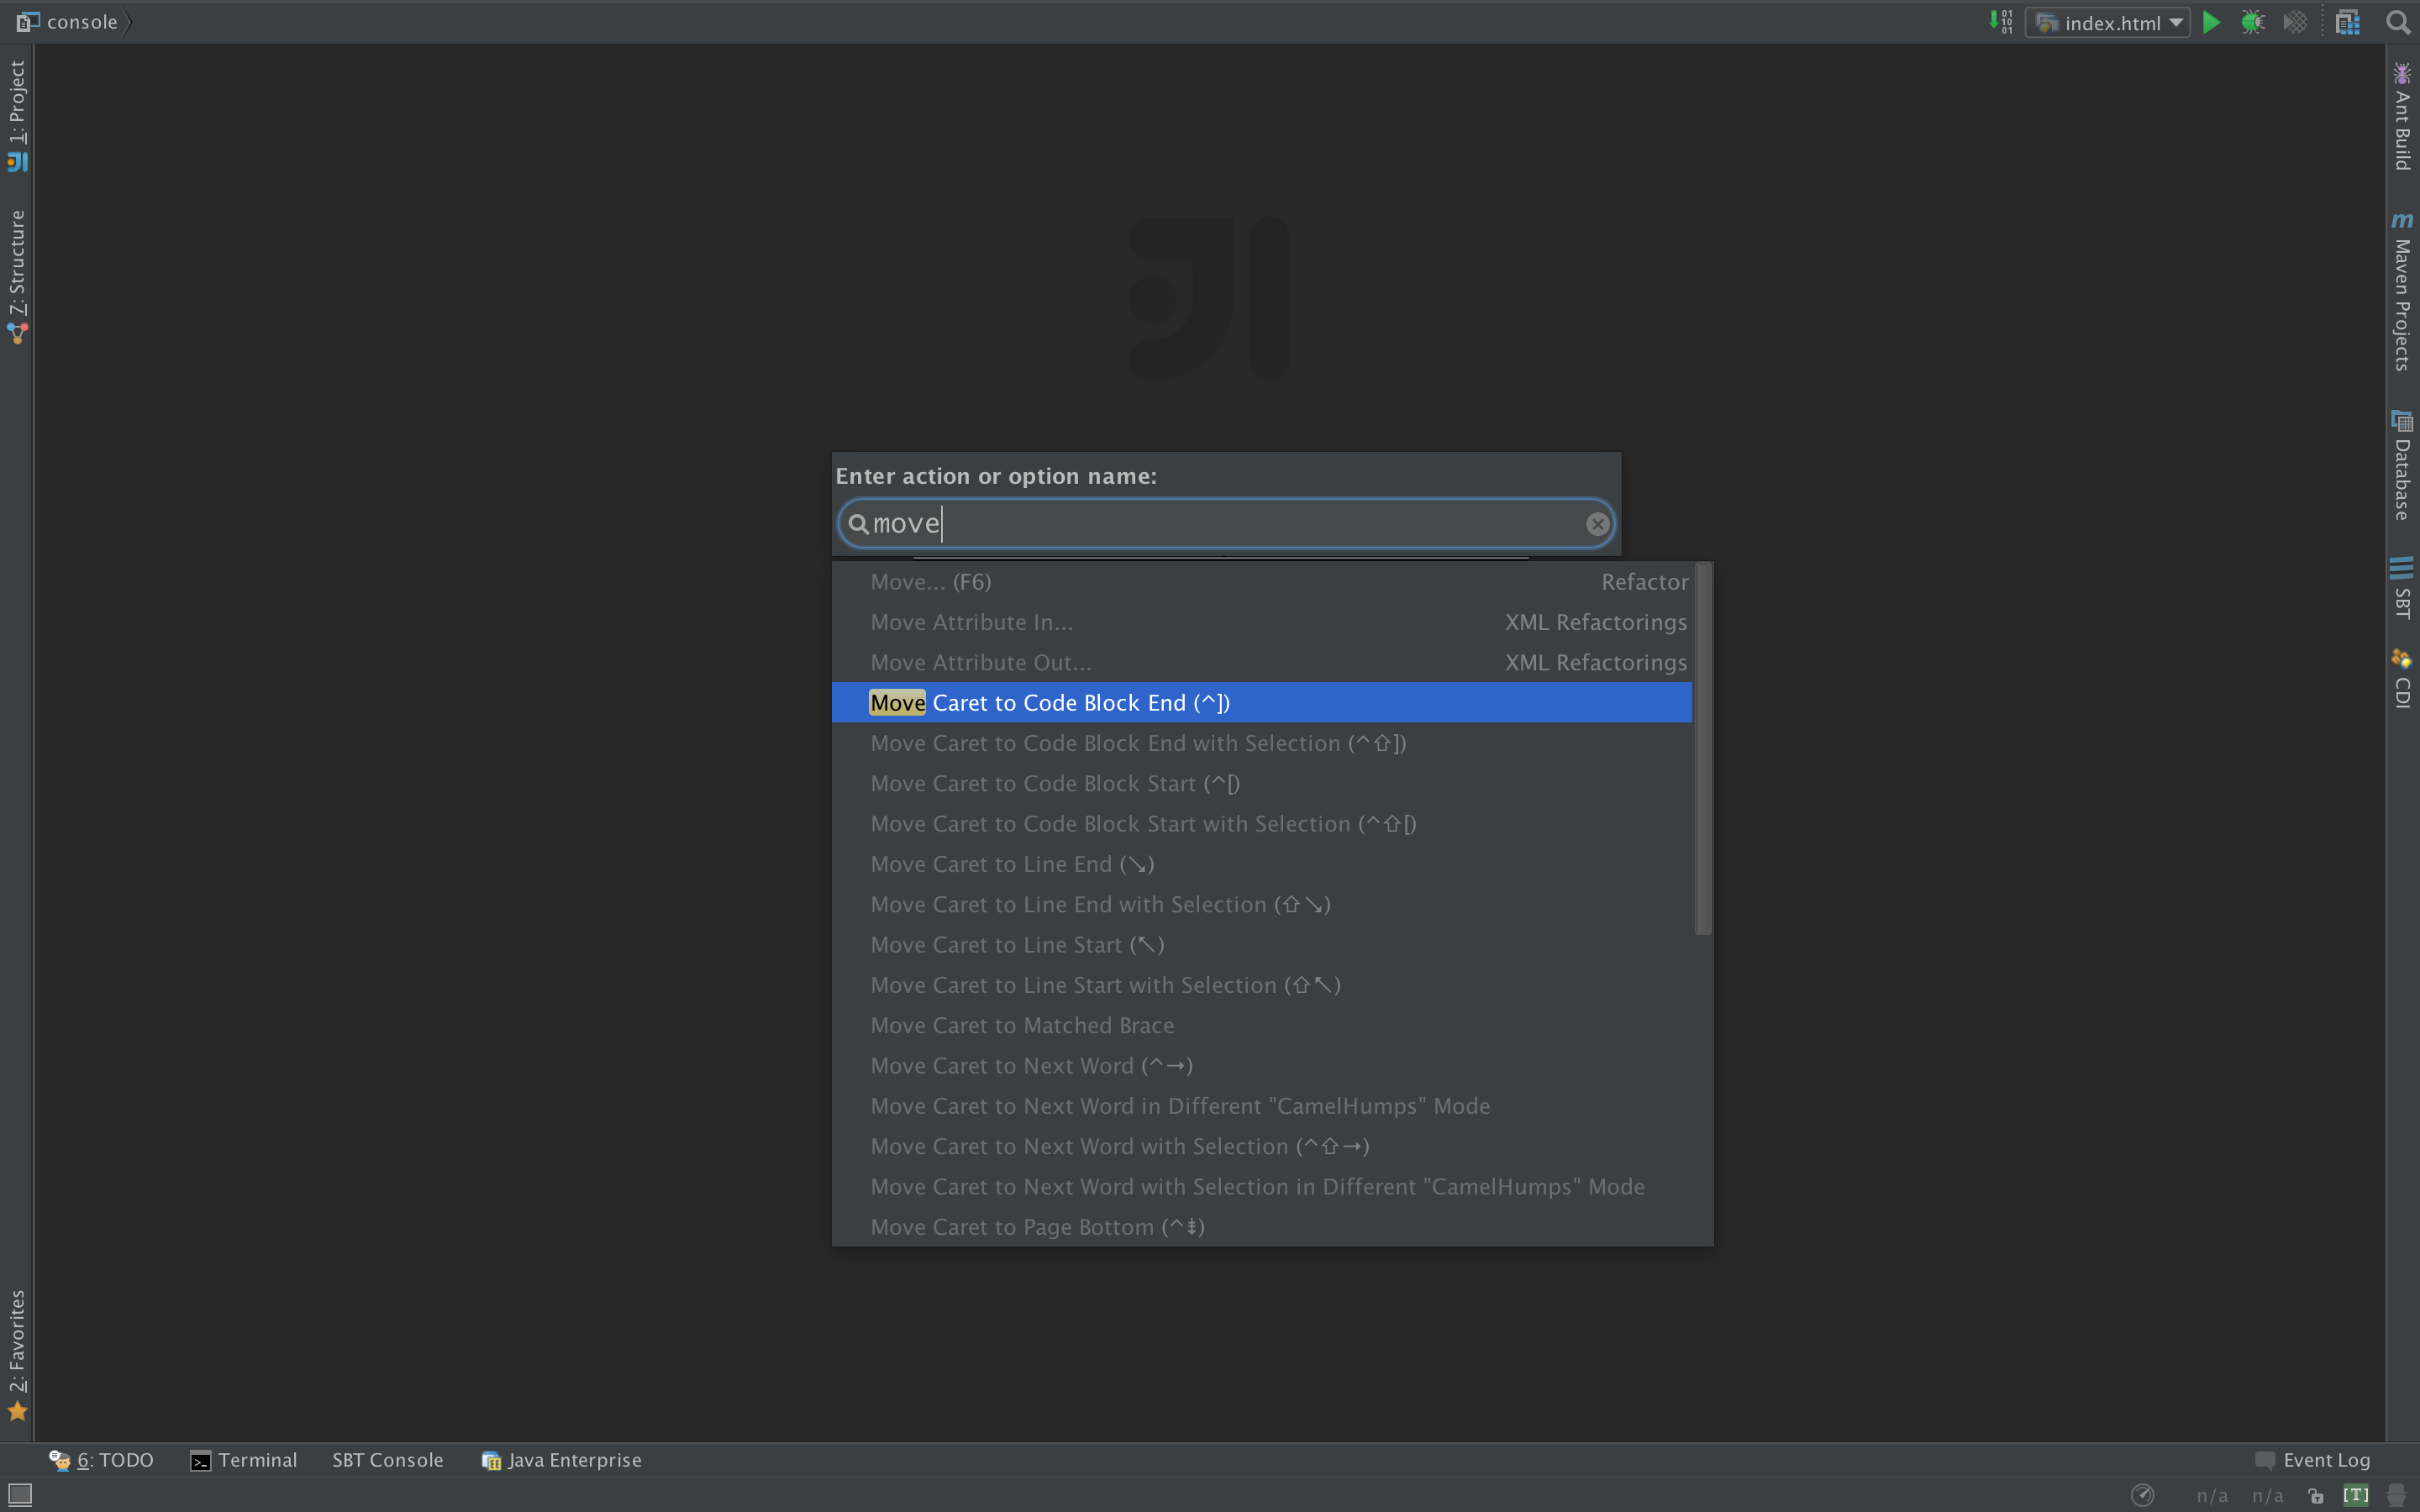 console
01
10
01
index.html
1: Project
7: Structure
2: Favorites
Enter action or option name:
move
Move... (F6) Refactor
Move Attribute In... XML Refactorings
Move Attribute Out... XML Refactorings
Move Caret to Code Block End (^])
Move Caret to Code Block End with Selection (^⇧])
Move Caret to Code Block Start (^[)
Move Caret to Code Block Start with Selection (^⇧[)
Move Caret to Line End (↘)
Move Caret to Line End with Selection (⇧↘)
Move Caret to Line Start (↖)
Move Caret to Line Start with Selection (⇧↖)
Move Caret to Matched Brace
Move Caret to Next Word (^→)
Move Caret to Next Word in Different "CamelHumps" Mode
Move Caret to Next Word with Selection (^⇧→)
Move Caret to Next Word with Selection in Different "CamelHumps" Mode
Move Caret to Page Bottom (^⇟)
Ant Build
m Maven Projects
Database
SBT
CDI
6: TODO Terminal SBT Console Java Enterprise Event Log
n/a n/a [T]